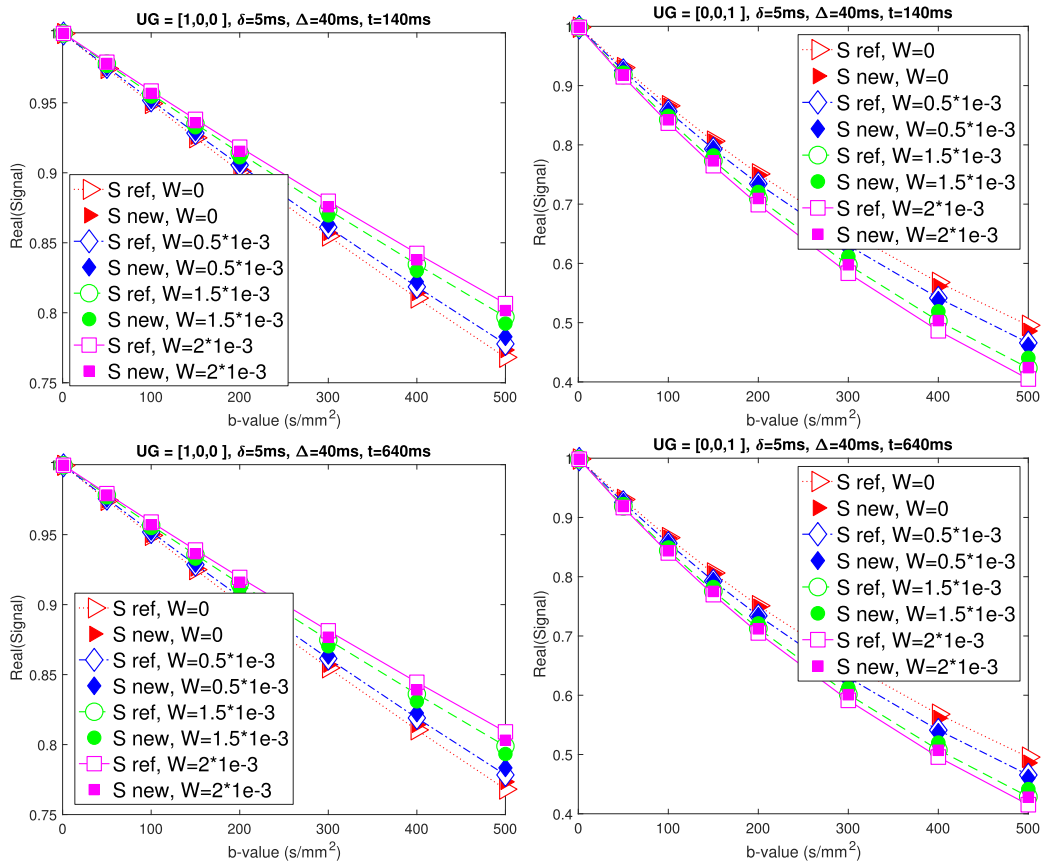 UG = [1,0,0 ], δ=5ms, Δ=40ms, t=140ms
1
0.95
0.9
0.85
0.8
0.75
Real(Signal)
S ref, W=0
S new, W=0
S ref, W=0.5*1e-3
S new, W=0.5*1e-3
S ref, W=1.5*1e-3
S new, W=1.5*1e-3
S ref, W=2*1e-3
S new, W=2*1e-3
0 100 200 300 400 500
b-value (s/mm²)
UG = [0,0,1 ], δ=5ms, Δ=40ms, t=140ms
1
0.9
0.8
0.7
0.6
0.5
0.4
Real(Signal)
S ref, W=0
S new, W=0
S ref, W=0.5*1e-3
S new, W=0.5*1e-3
S ref, W=1.5*1e-3
S new, W=1.5*1e-3
S ref, W=2*1e-3
S new, W=2*1e-3
0 100 200 300 400 500
b-value (s/mm²)
UG = [1,0,0 ], δ=5ms, Δ=40ms, t=640ms
1
0.95
0.9
0.85
0.8
0.75
Real(Signal)
S ref, W=0
S new, W=0
S ref, W=0.5*1e-3
S new, W=0.5*1e-3
S ref, W=1.5*1e-3
S new, W=1.5*1e-3
S ref, W=2*1e-3
S new, W=2*1e-3
0 100 200 300 400 500
b-value (s/mm²)
UG = [0,0,1 ], δ=5ms, Δ=40ms, t=640ms
1
0.9
0.8
0.7
0.6
0.5
0.4
Real(Signal)
S ref, W=0
S new, W=0
S ref, W=0.5*1e-3
S new, W=0.5*1e-3
S ref, W=1.5*1e-3
S new, W=1.5*1e-3
S ref, W=2*1e-3
S new, W=2*1e-3
0 100 200 300 400 500
b-value (s/mm²)